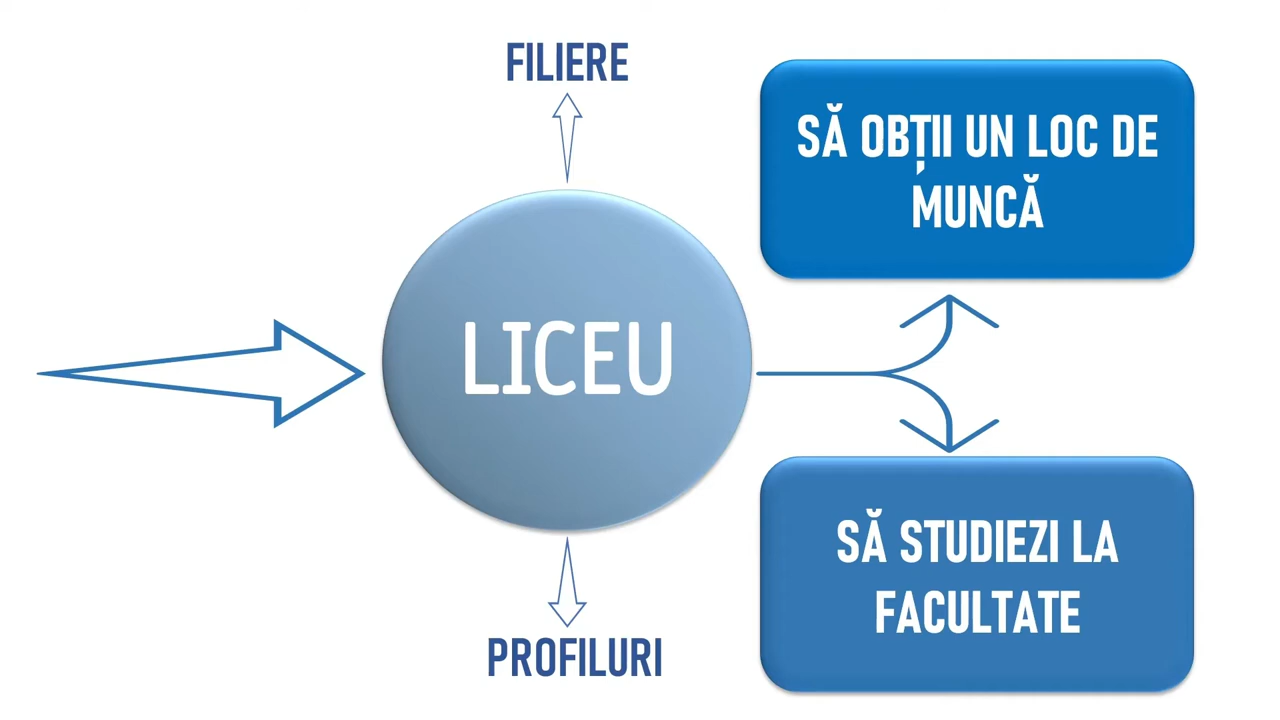 FILIERE
SĂ OBȚII UN LOC DE
MUNCĂ
LICEU
SĂ STUDIEZI LA
FACULTATE
PROFILURI